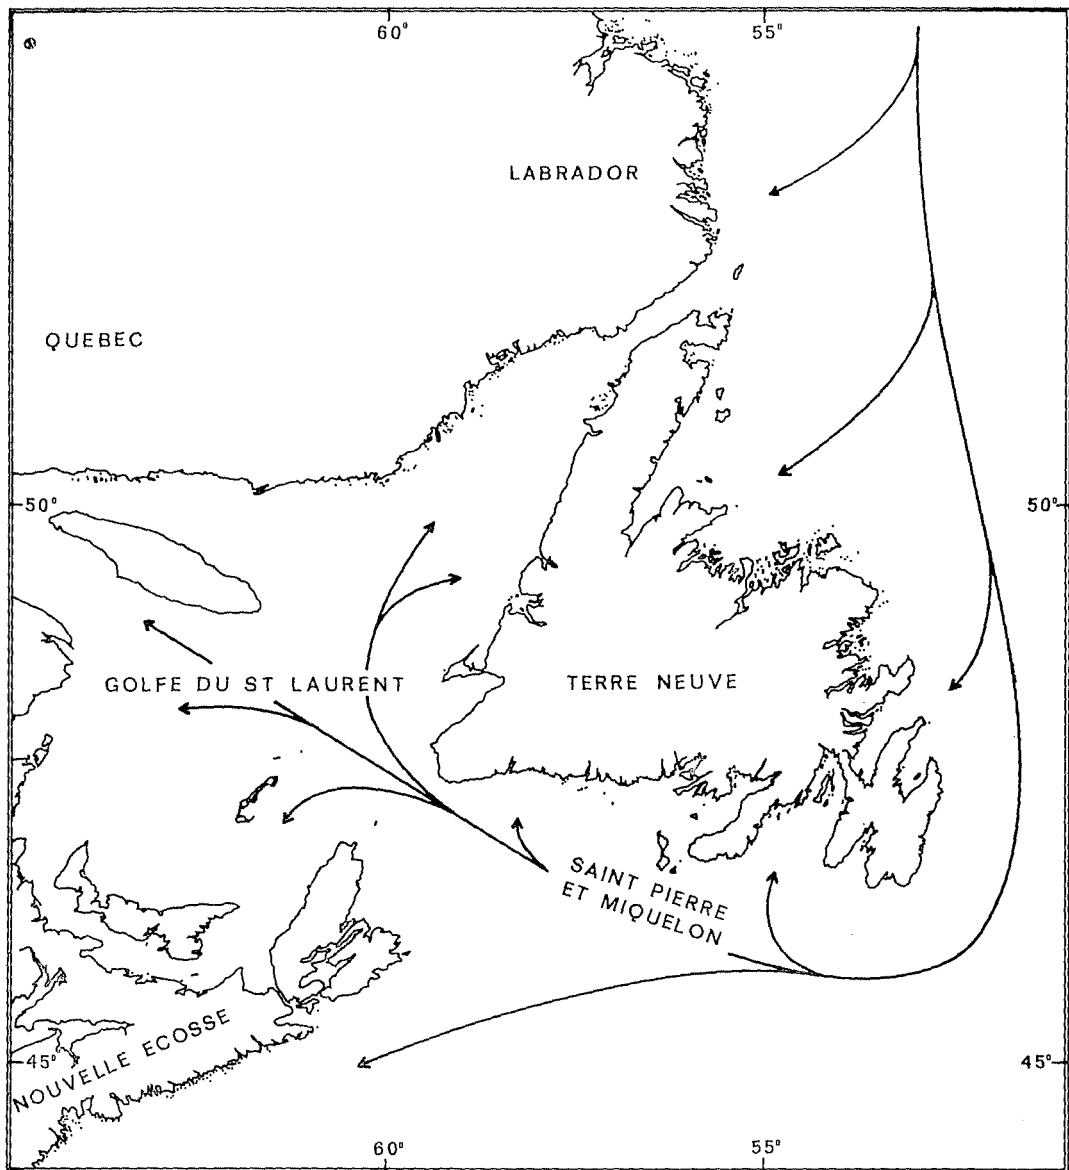 60° 55°
LABRADOR
QUEBEC
50° 50°
GOLFE DU ST LAURENT
TERRE NEUVE
SAINT PIERRE
ET MIQUELON
NOUVELLE ECOSSE
45° 45°
60° 55°